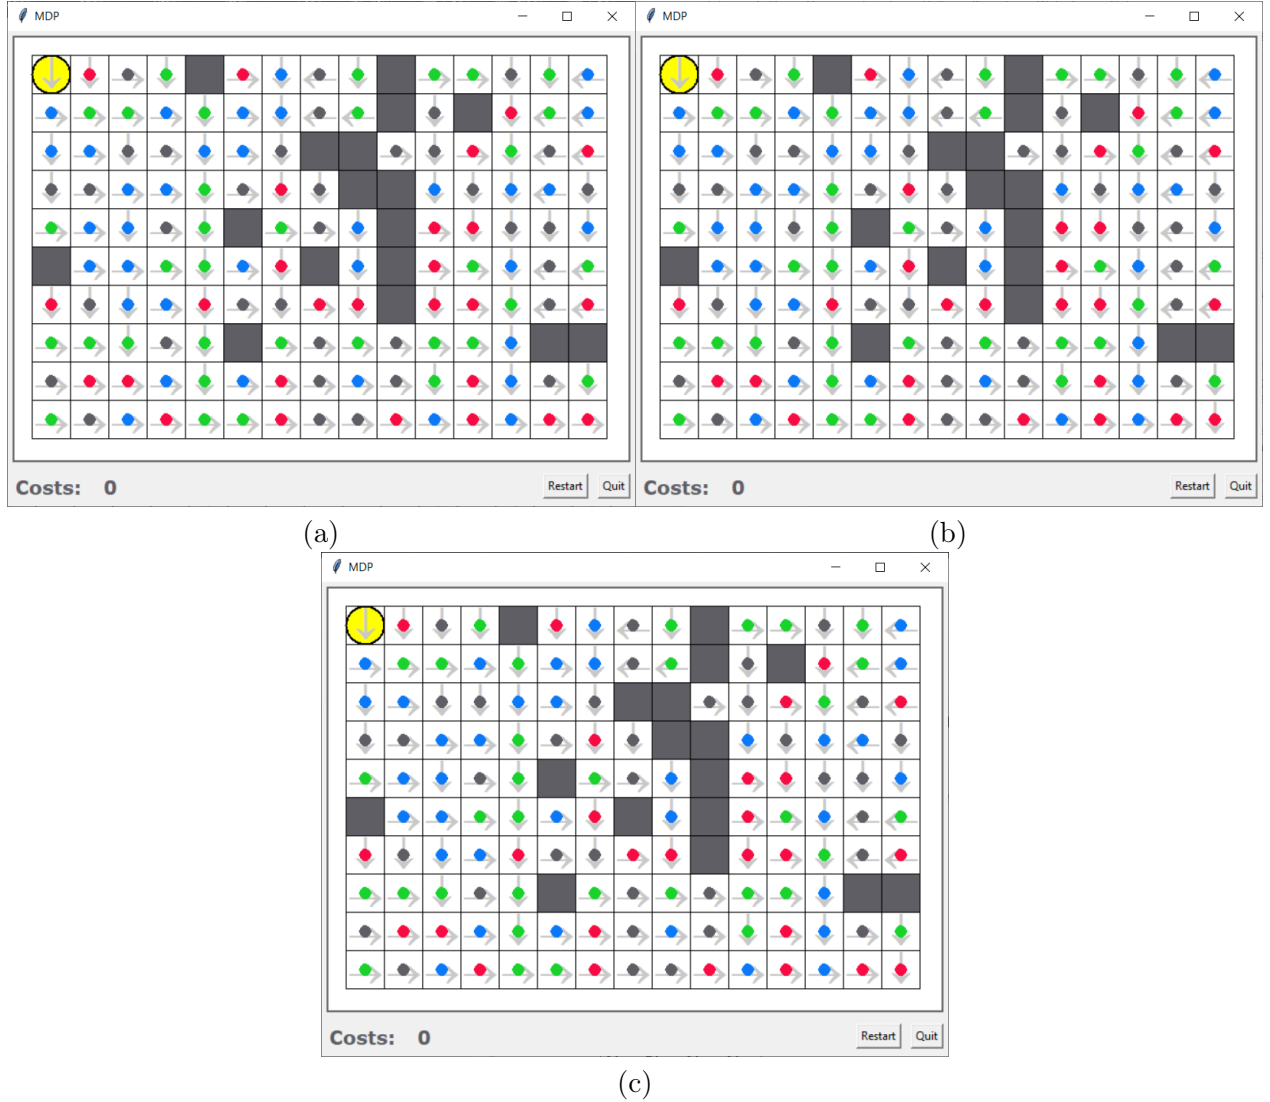 MDP
MDP
Costs: 0
Restart
Quit
Costs: 0
Restart
Quit
(a)
(b)
MDP
Costs: 0
Restart
Quit
(c)